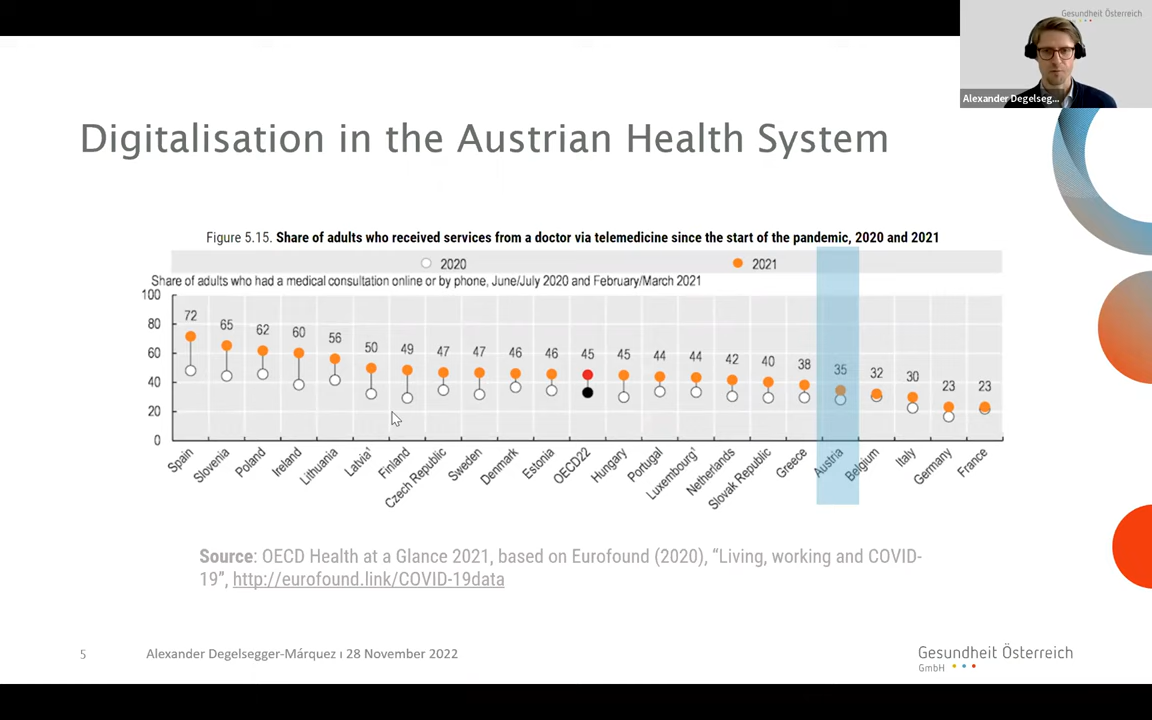 Gesundheit Österreich
Alexander Degelseg...
Digitalisation in the Austrian Health System
Figure 5.15. Share of adults who received services from a doctor via telemedicine since the start of the pandemic, 2020 and 2021
2020 2021
Share of adults who had a medical consultation online or by phone, June/July 2020 and February/March 2021
100
80
60
40
20
0
72 65 62 60 56 50 49 47 47 46 46 45 45 44 44 42 40 38 35 32 30 23 23
Spain Slovenia Poland Ireland Lithuania Latvia¹ Finland Czech Republic Sweden Denmark Estonia OECD22 Hungary Portugal Luxembourg¹ Netherlands Slovak Republic Greece Austria Belgium Italy Germany France
Source: OECD Health at a Glance 2021, based on Eurofound (2020), “Living, working and COVID-
19”, http://eurofound.link/COVID-19data
5 Alexander Degelsegger-Márquez ı 28 November 2022
Gesundheit Österreich
GmbH